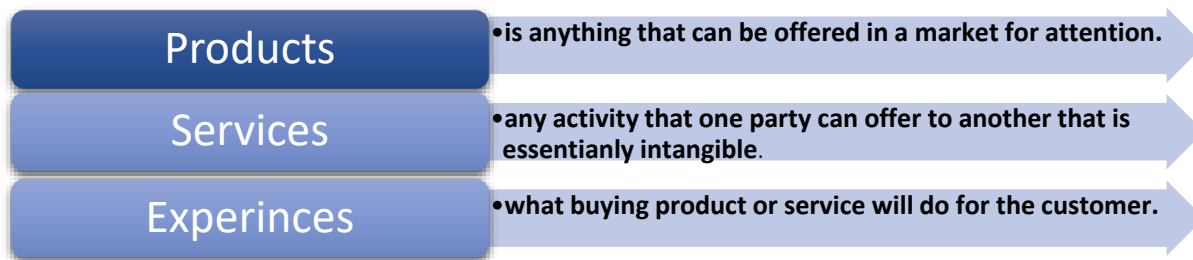 Products
•is anything that can be offered in a market for attention.
Services
•any activity that one party can offer to another that is
essentianly intangible.
Experinces
•what buying product or service will do for the customer.